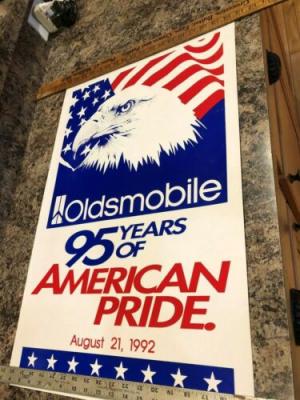 Oldsmobile
95 YEARS
OF
AMERICAN
PRIDE.
August 21, 1992